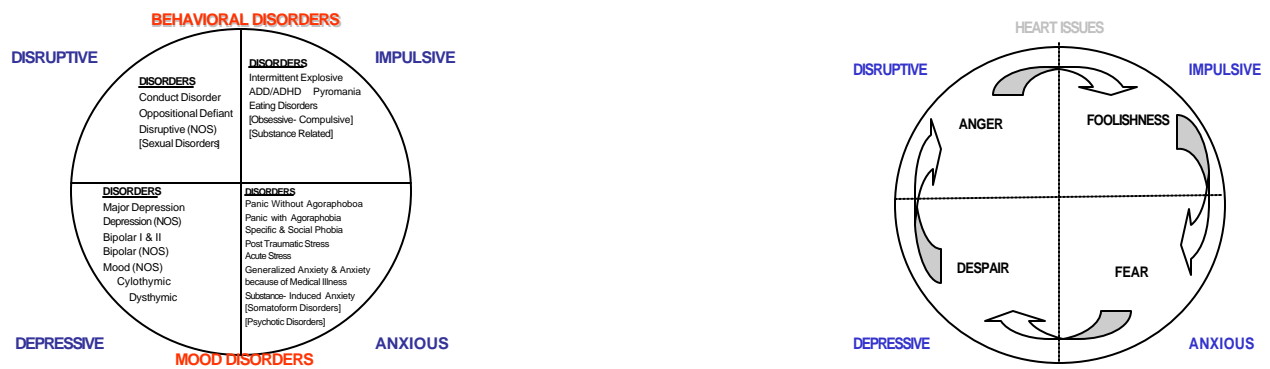 BEHAVIORAL DISORDERS
DISRUPTIVE
IMPULSIVE
DISORDERS
Conduct Disorder
Oppositional Defiant
Disruptive (NOS)
[Sexual Disorders]
DISORDERS
Intermittent Explosive
ADD/ADHD Pyromania
Eating Disorders
[Obsessive- Compulsive]
[Substance Related]
DISORDERS
Major Depression
Depression (NOS)
Bipolar I & II
Bipolar (NOS)
Mood (NOS)
Cylothymic
Dysthymic
DISORDERS
Panic Without Agoraphoboa
Panic with Agoraphobia
Specific & Social Phobia
Post Traumatic Stress
Acute Stress
Generalized Anxiety & Anxiety
because of Medical Illness
Substance- Induced Anxiety
[Somatoform Disorders]
[Psychotic Disorders]
DEPRESSIVE
ANXIOUS
MOOD DISORDERS
HEART ISSUES
DISRUPTIVE
IMPULSIVE
ANGER
FOOLISHNESS
DESPAIR
FEAR
DEPRESSIVE
ANXIOUS